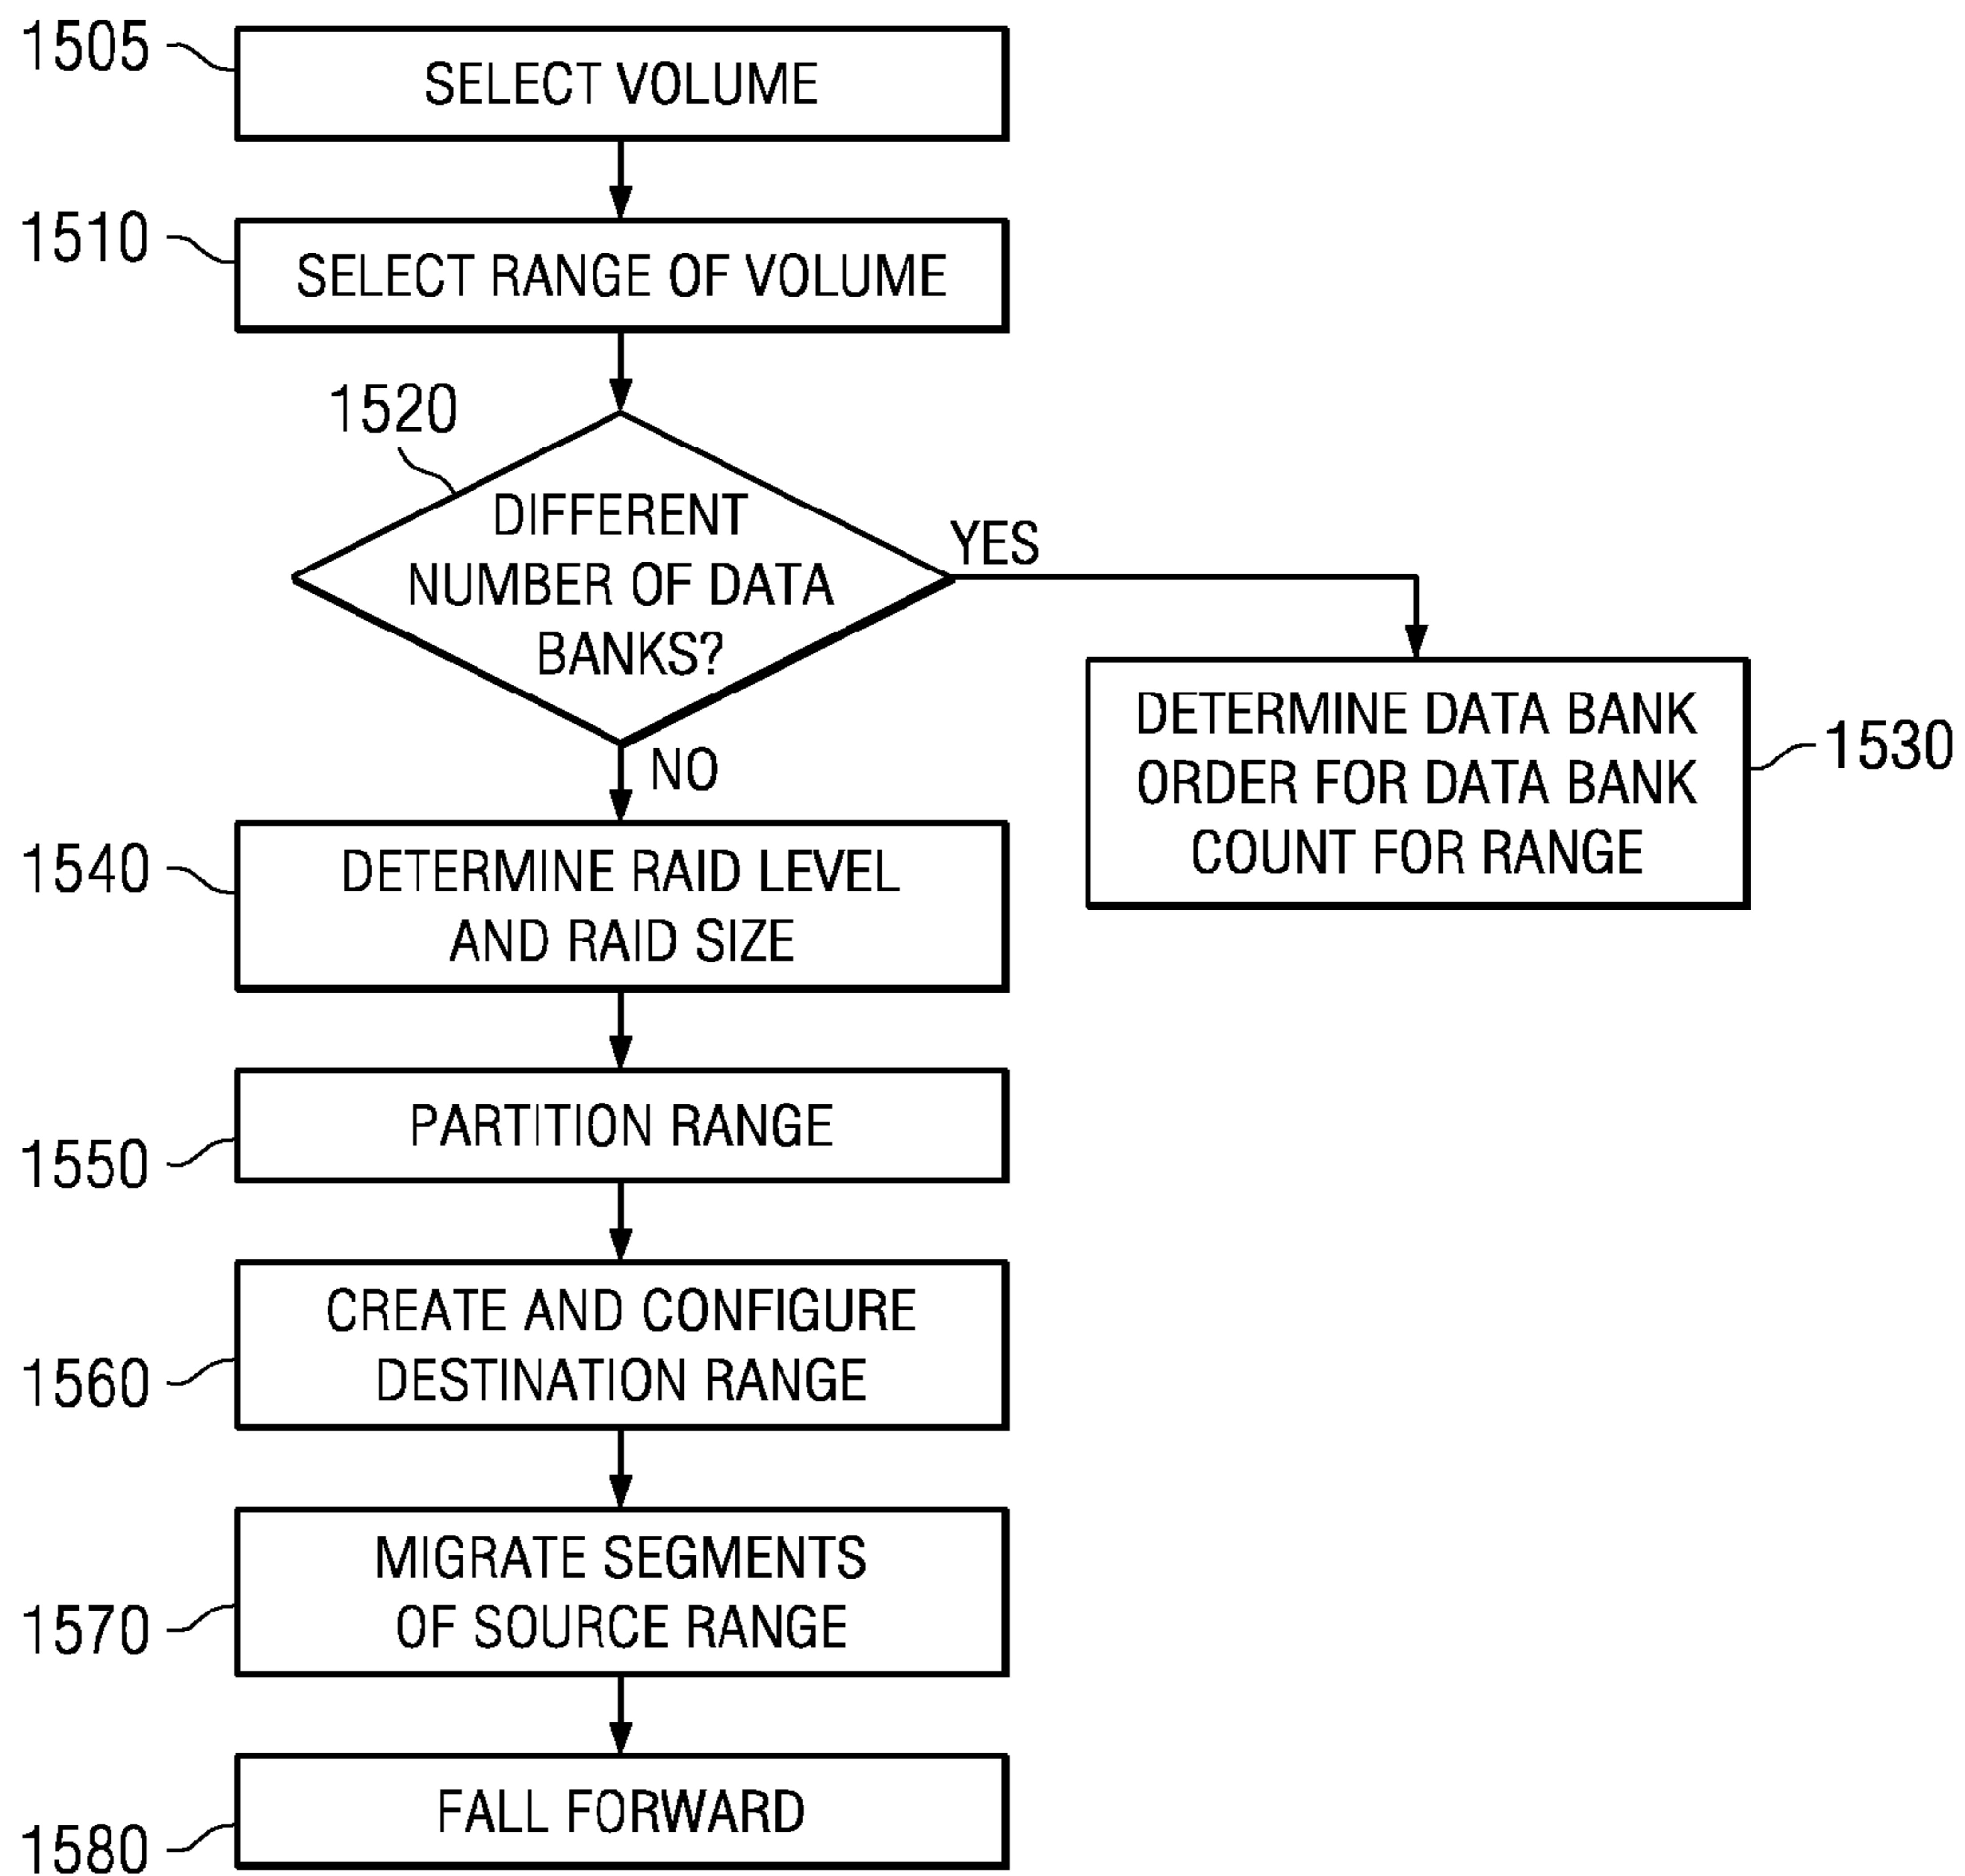 1505
SELECT VOLUME
1510
SELECT RANGE OF VOLUME
1520
DIFFERENT
NUMBER OF DATA
BANKS?
YES
NO
DETERMINE DATA BANK
ORDER FOR DATA BANK
COUNT FOR RANGE
1530
1540
DETERMINE RAID LEVEL
AND RAID SIZE
1550
PARTITION RANGE
1560
CREATE AND CONFIGURE
DESTINATION RANGE
1570
MIGRATE SEGMENTS
OF SOURCE RANGE
1580
FALL FORWARD